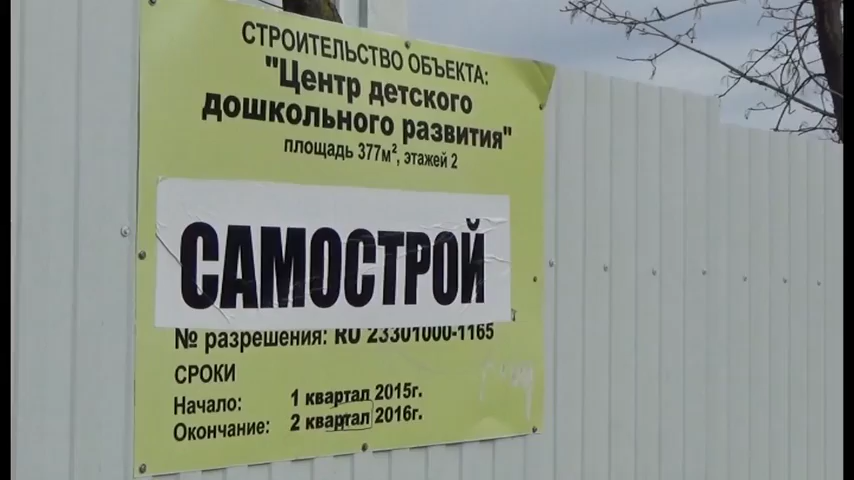 СТРОИТЕЛЬСТВО ОБЪЕКТА:
"Центр детского
дошкольного развития"
площадь 377м², этажей 2
САМОСТРОЙ
№ разрешения: RU 23301000-1165
СРОКИ
Начало: 1 квартал 2015г.
Окончание: 2 квартал 2016г.